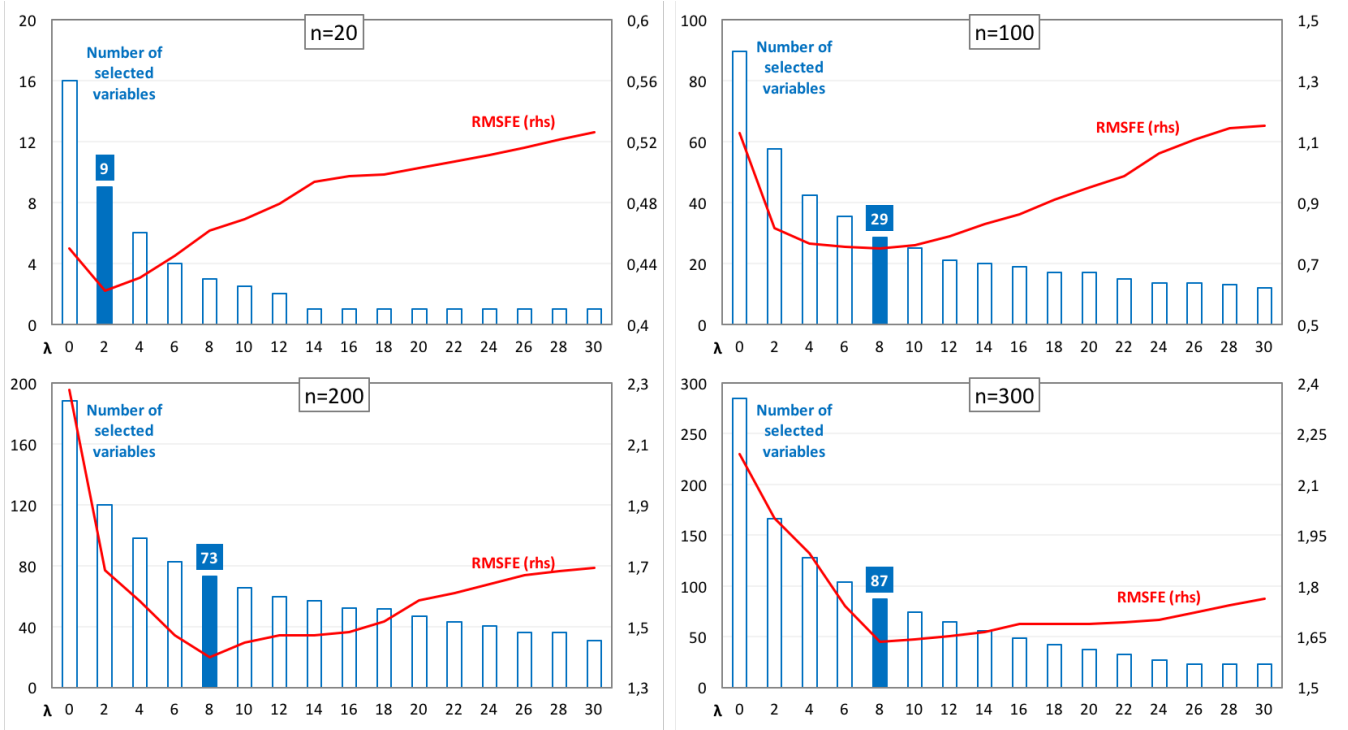 n=20
20 16 12 8 4 0
Number of
selected
variables
9
RMSFE (rhs)
0,6 0,56 0,52 0,48 0,44 0,4
λ 0 2 4 6 8 10 12 14 16 18 20 22 24 26 28 30
n=100
100 80 60 40 20 0
Number of
selected
variables
29
RMSFE (rhs)
1,5 1,3 1,1 0,9 0,7 0,5
λ 0 2 4 6 8 10 12 14 16 18 20 22 24 26 28 30
n=200
200 160 120 80 40 0
Number of
selected
variables
73
RMSFE (rhs)
2,3 2,1 1,9 1,7 1,5 1,3
λ 0 2 4 6 8 10 12 14 16 18 20 22 24 26 28 30
n=300
300 250 200 150 100 50 0
Number of
selected
variables
87
RMSFE (rhs)
2,4 2,25 2,1 1,95 1,8 1,65 1,5
λ 0 2 4 6 8 10 12 14 16 18 20 22 24 26 28 30